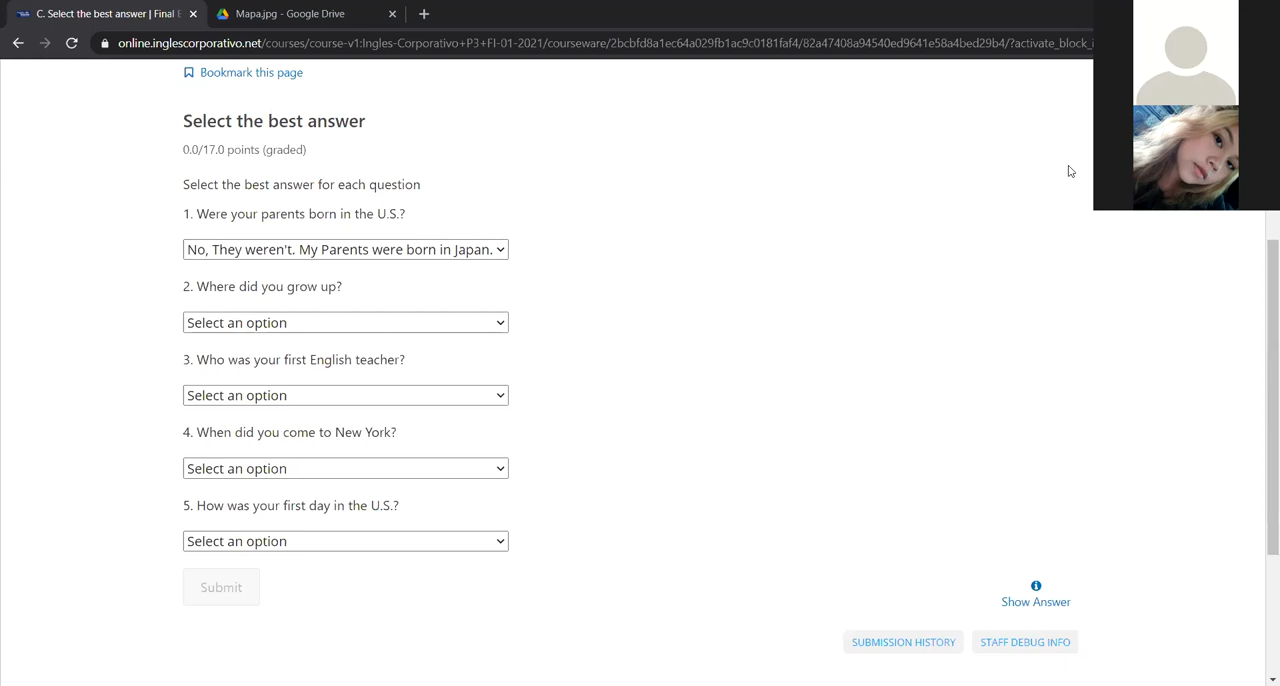 C. Select the best answer | Final E
Mapa.jpg - Google Drive
online.inglescorporativo.net/courses/course-v1:Ingles-Corporativo+P3+FI-01-2021/courseware/2bcbfd8a1ec64a029fb1ac9c0181faf4/82a47408a94540ed9641e58a4bed29b4/?activate_block_i
Bookmark this page
Select the best answer
0.0/17.0 points (graded)
Select the best answer for each question
1. Were your parents born in the U.S.?
No, They weren't. My Parents were born in Japan.
2. Where did you grow up?
Select an option
3. Who was your first English teacher?
Select an option
4. When did you come to New York?
Select an option
5. How was your first day in the U.S.?
Select an option
Submit
Show Answer
SUBMISSION HISTORY
STAFF DEBUG INFO